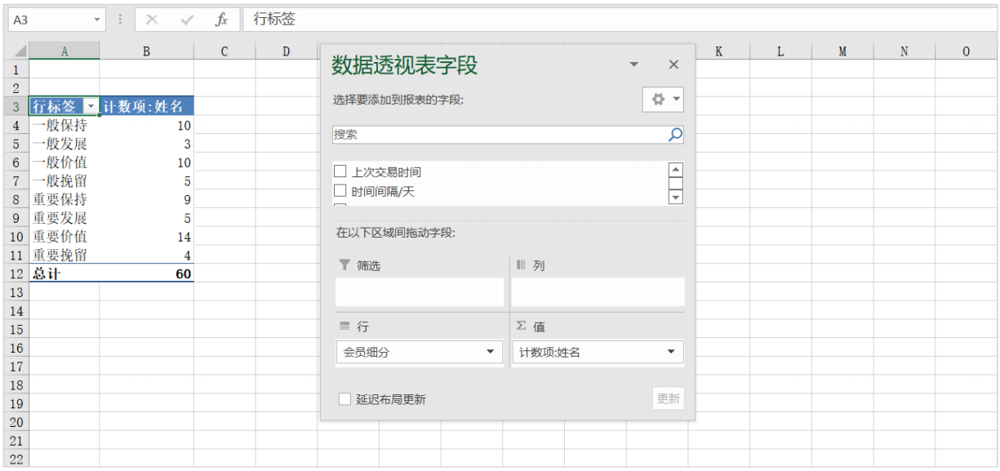 A3 fx 行标签
A B C D K L M N O
数据透视表字段
1
选择要添加到报表的字段:
2
3 行标签 计数项:姓名
4 一般保持 10
搜索
5 一般发展 3
6 一般价值 10
上次交易时间
7 一般挽留 5
时间间隔/天
8 重要保持 9
9 重要发展 5
在以下区域间拖动字段:
10 重要价值 14
11 重要挽留 4
筛选 列
12 总计 60
13
14
行 Σ 值
15
16
会员细分 计数项:姓名
17
18
延迟布局更新 更新
19
20
21
22